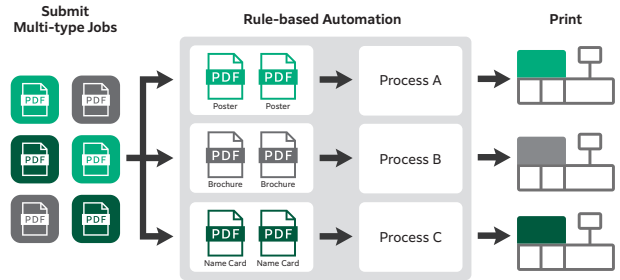 Submit
Multi-type Jobs
Rule-based Automation
Print
PDF
PDF
PDF
PDF
PDF
PDF
PDF
PDF
Poster
Poster
Process A
PDF
PDF
Brochure
Brochure
Process B
PDF
PDF
Name Card
Name Card
Process C